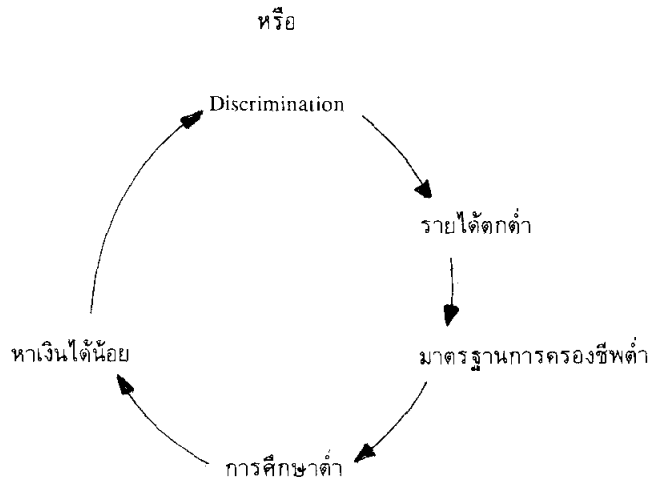 หรือ
Discrimination
รายได้ตกต่ำ
มาตรฐานการครองชีพต่ำ
การศึกษาต่ำ
หาเงินได้น้อย